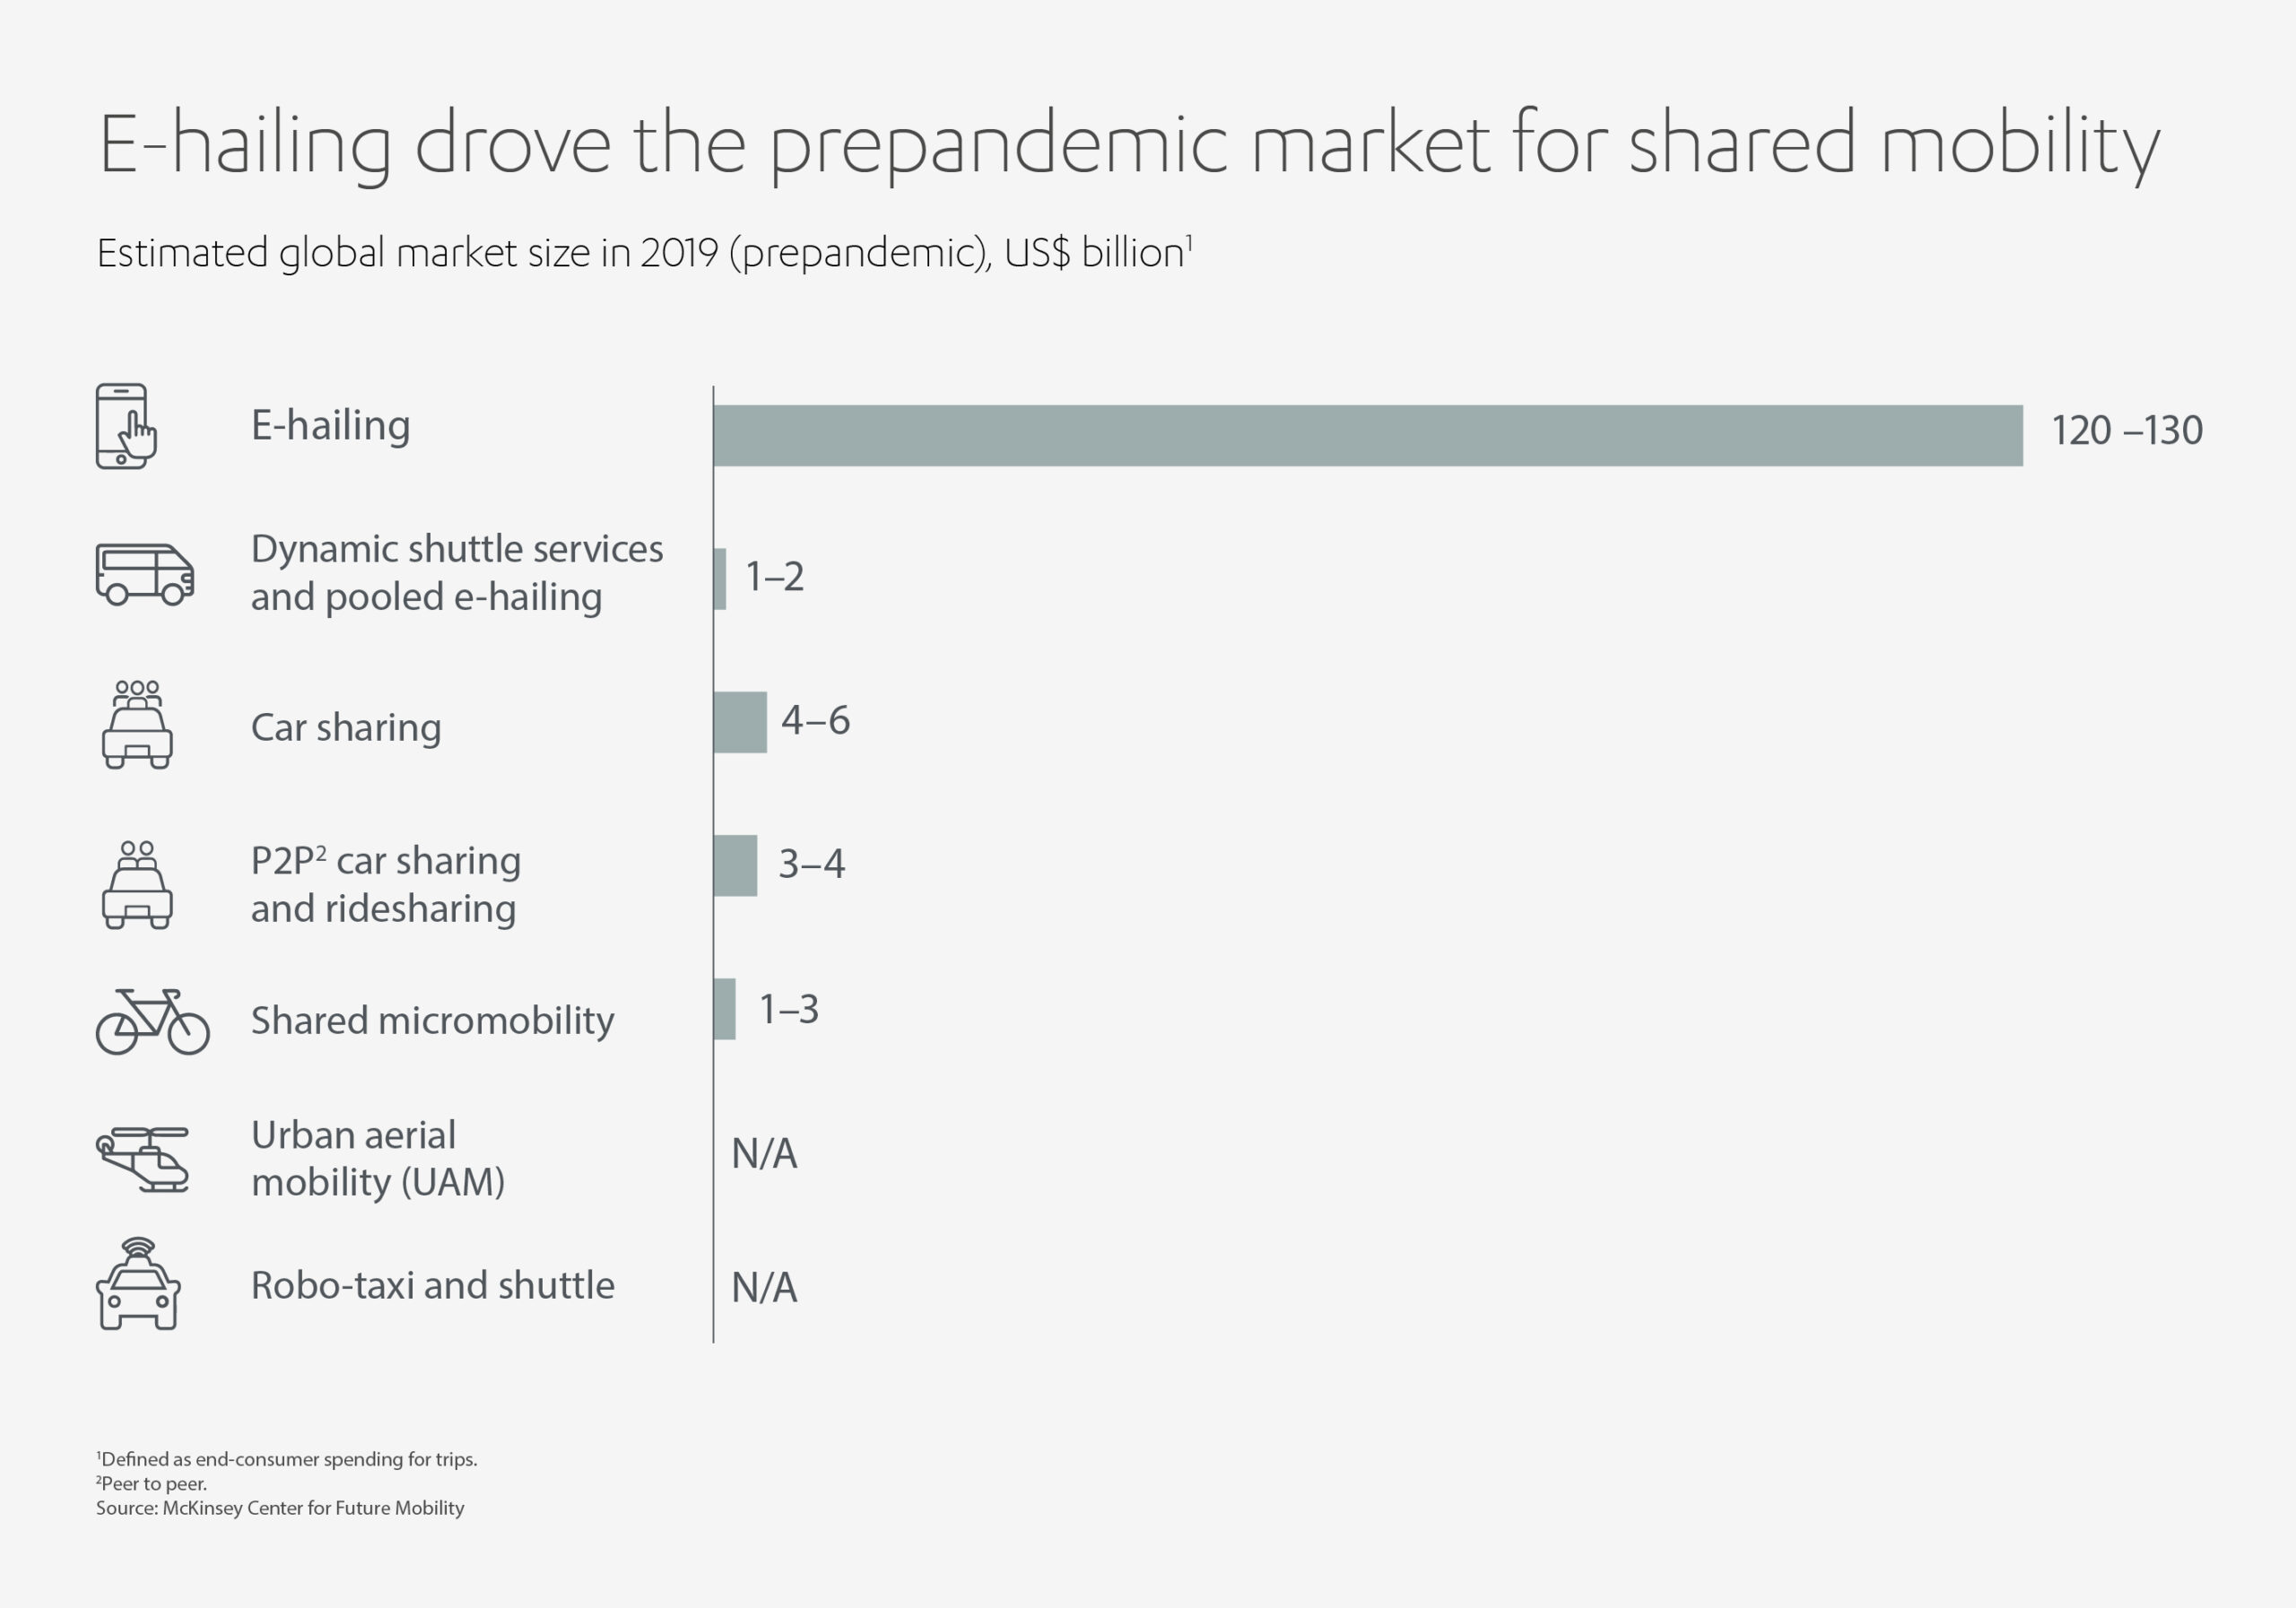 E-hailing drove the prepandemic market for shared mobility
Estimated global market size in 2019 (prepandemic), US$ billion¹
E-hailing
120 –130
Dynamic shuttle services
and pooled e-hailing
1–2
Car sharing
4–6
P2P² car sharing
and ridesharing
3–4
Shared micromobility
1–3
Urban aerial
mobility (UAM)
N/A
Robo-taxi and shuttle
N/A
¹Defined as end-consumer spending for trips.
²Peer to peer.
Source: McKinsey Center for Future Mobility